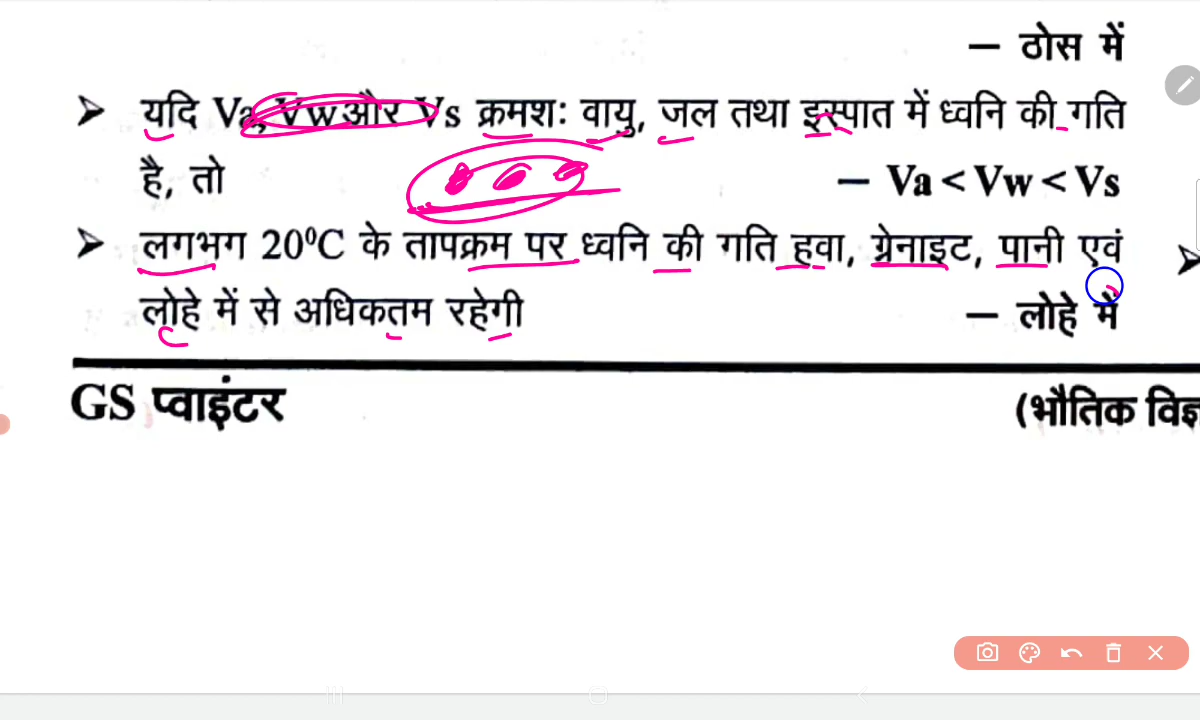 — ठोस में
➤ यदि Va, Vw और Vs क्रमशः वायु, जल तथा इस्पात में ध्वनि की गति
है, तो — Va < Vw < Vs
➤ लगभग 20⁰C के तापक्रम पर ध्वनि की गति हवा, ग्रेनाइट, पानी एवं
लोहे में से अधिकतम रहेगी — लोहे में
GS प्वाइंटर (भौतिक विज्ञ